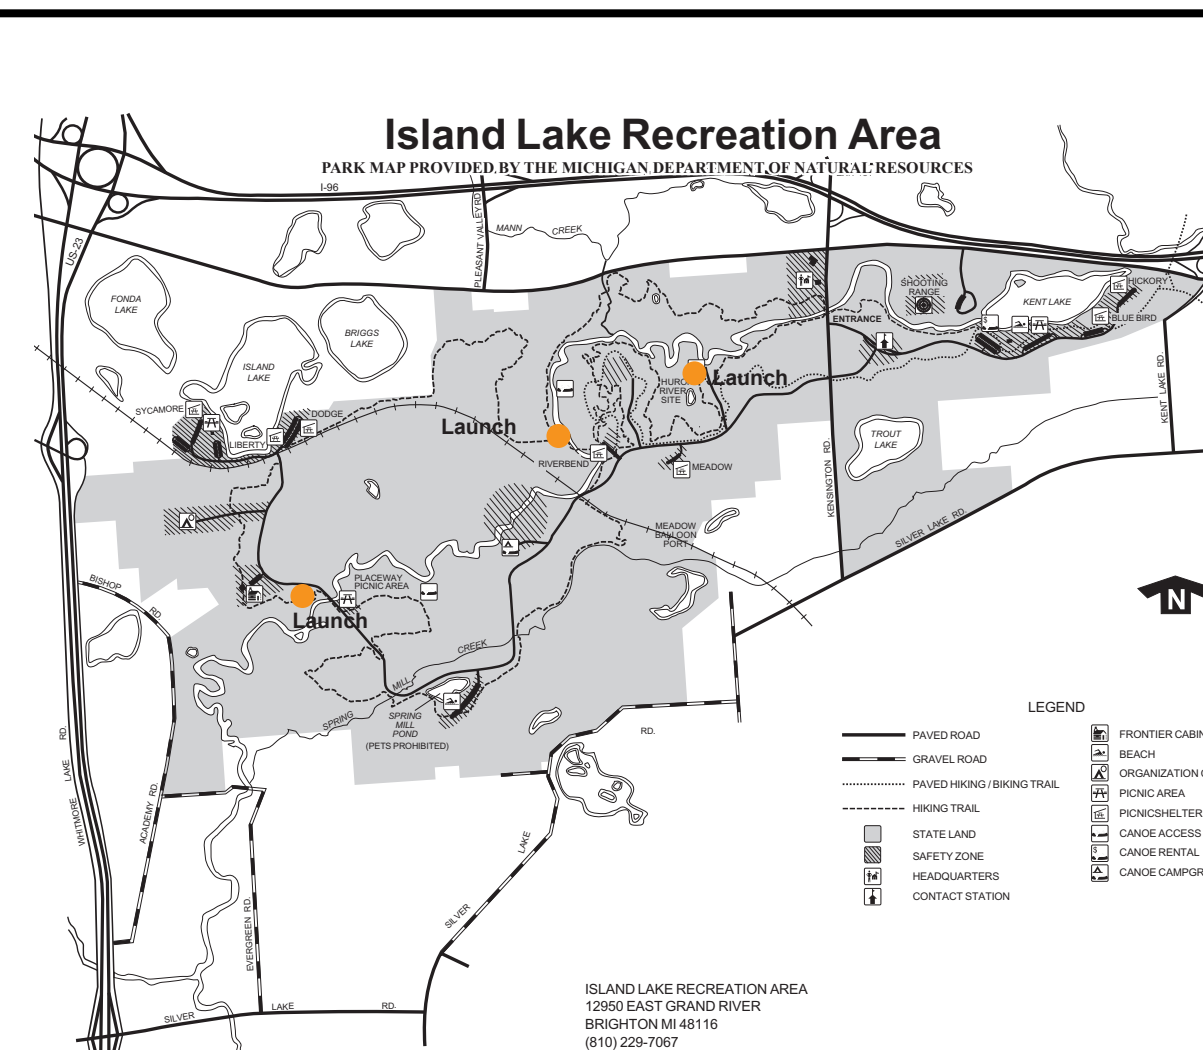 Island Lake Recreation Area
PARK MAP PROVIDED BY THE MICHIGAN DEPARTMENT OF NATURAL RESOURCES
I-96
US-23
PLEASANT VALLEY RD.
MANN CREEK
FONDA
LAKE
BRIGGS
LAKE
ISLAND
LAKE
SHOOTING
RANGE
KENT LAKE
HICKORY
BLUE BIRD
ENTRANCE
$
HURO
RIVER
SITE
Launch
KENT LAKE RD.
SYCAMORE
DODGE
LIBERTY
Launch
RIVERBEND
MEADOW
TROUT
LAKE
KENSINGTON RD.
MEADOW
BALLOON
PORT
SILVER LAKE RD.
BISHOP RD.
PLACEWAY
PICNIC AREA
Launch
N
SPRING MILL CREEK
SPRING
MILL
POND
(PETS PROHIBITED)
RD.
WHITMORE LAKE RD.
ACADEMY RD.
EVERGREEN RD.
SILVER LAKE
SILVER LAKE RD.
LEGEND
PAVED ROAD
GRAVEL ROAD
PAVED HIKING / BIKING TRAIL
HIKING TRAIL
STATE LAND
SAFETY ZONE
HEADQUARTERS
CONTACT STATION
FRONTIER CABIN
BEACH
ORGANIZATION
PICNIC AREA
PICNICSHELTER
CANOE ACCESS
$ CANOE RENTAL
CANOE CAMPGR
ISLAND LAKE RECREATION AREA
12950 EAST GRAND RIVER
BRIGHTON MI 48116
(810) 229-7067